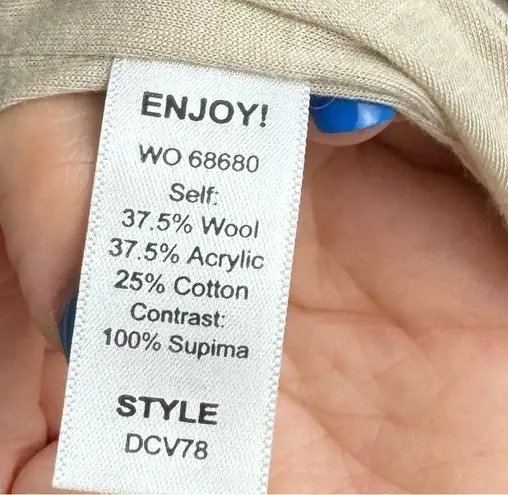 ENJOY!
WO 68680
Self:
37.5% Wool
37.5% Acrylic
25% Cotton
Contrast:
100% Supima
STYLE
DCV78